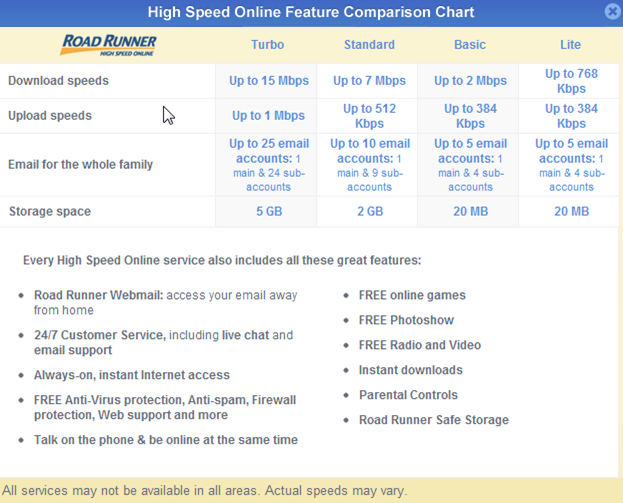 High Speed Online Feature Comparison Chart
ROAD RUNNER
HIGH SPEED ONLINE
Turbo Standard Basic Lite
Download speeds Up to 15 Mbps Up to 7 Mbps Up to 2 Mbps Up to 768
Kbps
Upload speeds Up to 1 Mbps Up to 512
Kbps Up to 384
Kbps Up to 384
Kbps
Email for the whole family
Up to 25 email
accounts: 1
main & 24 sub-
accounts
Up to 10 email
accounts: 1
main & 9 sub-
accounts
Up to 5 email
accounts: 1
main & 4 sub-
accounts
Up to 5 email
accounts: 1
main & 4 sub-
accounts
Storage space 5 GB 2 GB 20 MB 20 MB
Every High Speed Online service also includes all these great features:
Road Runner Webmail: access your email away
from home
24/7 Customer Service, including live chat and
email support
Always-on, instant Internet access
FREE Anti-Virus protection, Anti-spam, Firewall
protection, Web support and more
Talk on the phone & be online at the same time
FREE online games
FREE Photoshow
FREE Radio and Video
Instant downloads
Parental Controls
Road Runner Safe Storage
All services may not be available in all areas. Actual speeds may vary.